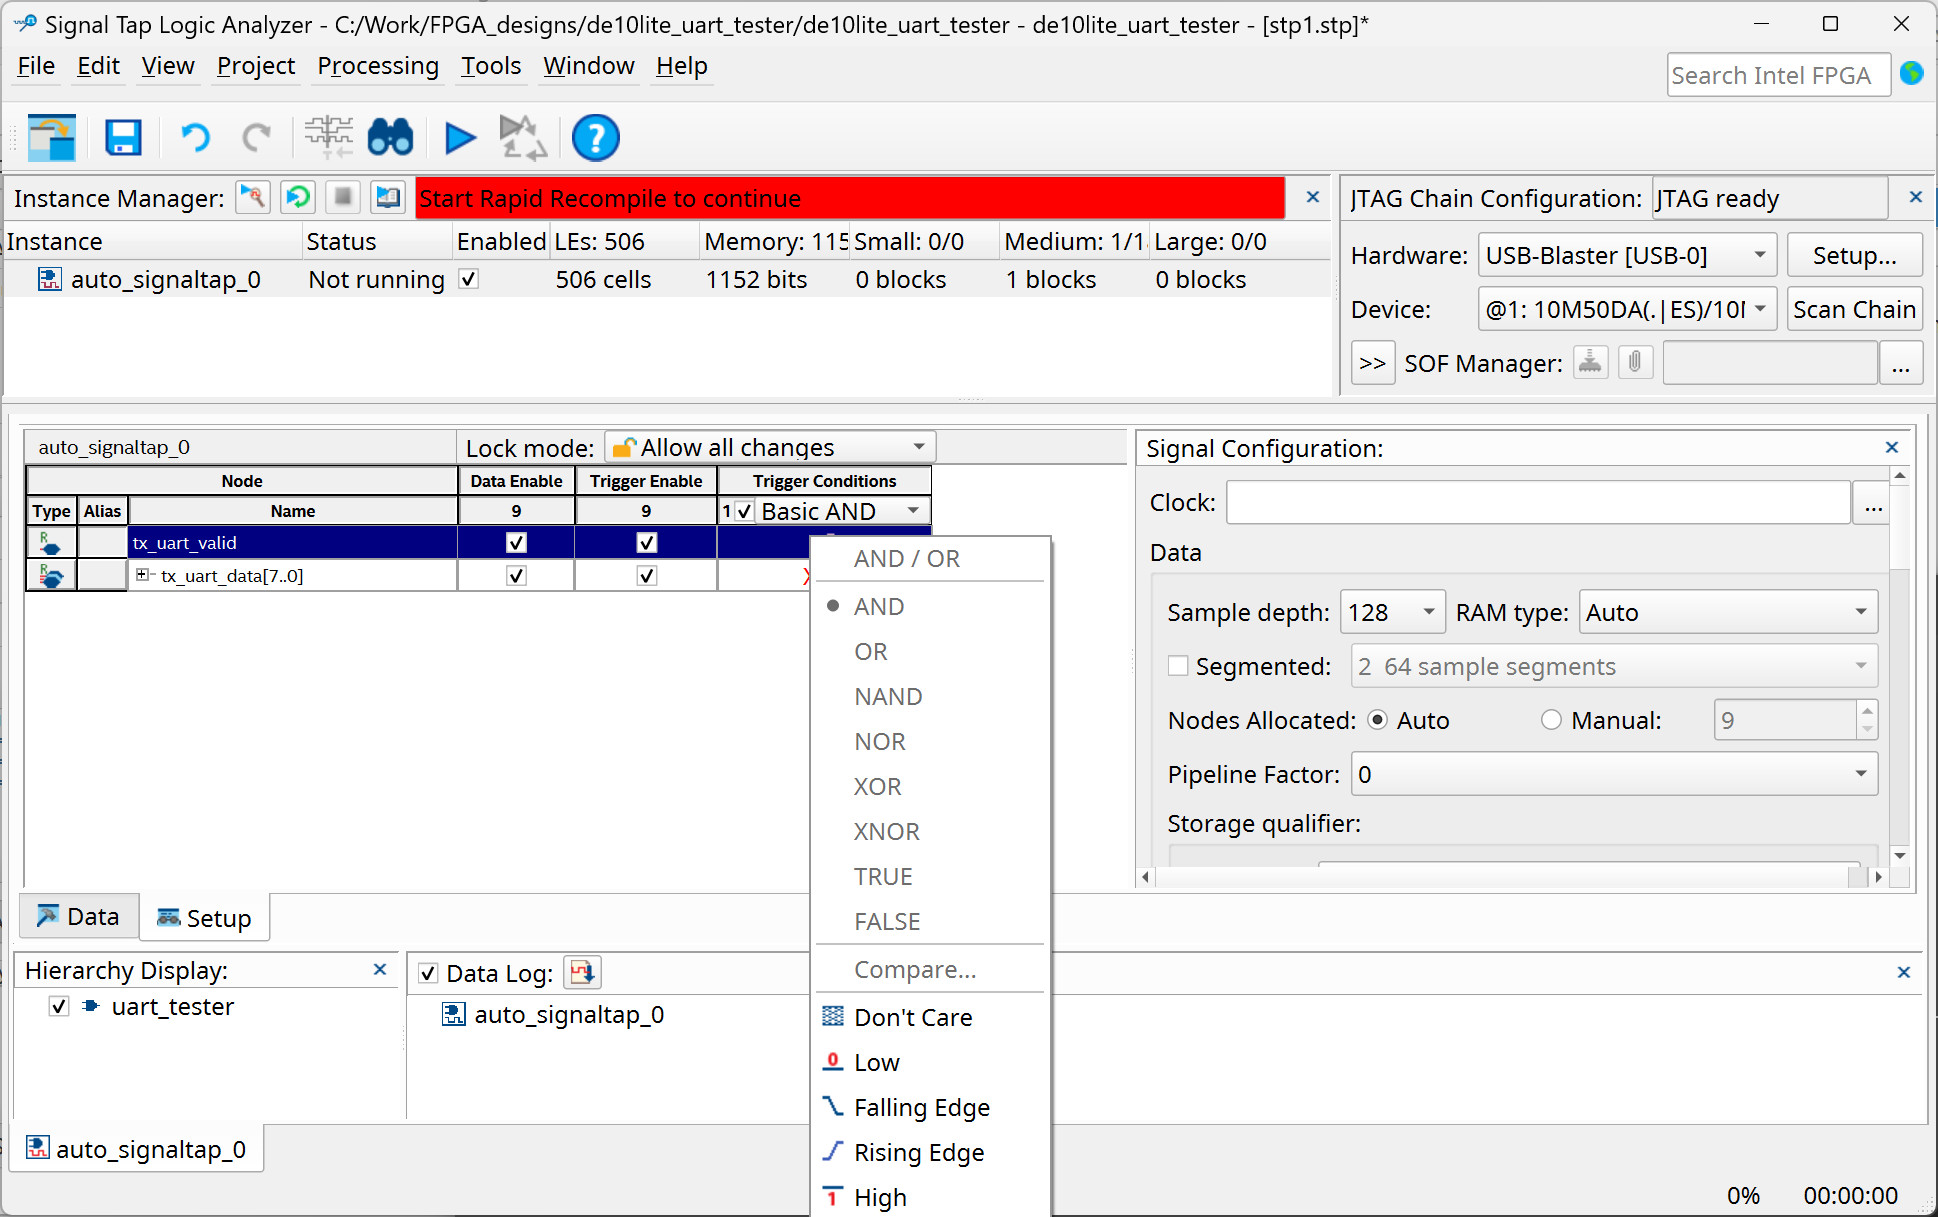 Signal Tap Logic Analyzer - C:/Work/FPGA_designs/de10lite_uart_tester/de10lite_uart_tester - de10lite_uart_tester - [stp1.stp]*
File Edit View Project Processing Tools Window Help
Search Intel FPGA
Instance Manager: Start Rapid Recompile to continue
Instance Status Enabled LEs: 506 Memory: 115 Small: 0/0 Medium: 1/1 Large: 0/0
auto_signaltap_0 Not running 506 cells 1152 bits 0 blocks 1 blocks 0 blocks
JTAG Chain Configuration: JTAG ready
Hardware: USB-Blaster [USB-0] Setup...
Device: @1: 10M50DA(.|ES)/10 Scan Chain
>> SOF Manager: ...
auto_signaltap_0 Lock mode: Allow all changes
Node Data Enable Trigger Enable Trigger Conditions
Type Alias Name 9 9 1 Basic AND
tx_uart_valid
tx_uart_data[7..0]
AND / OR
AND
OR
NAND
NOR
XOR
XNOR
TRUE
FALSE
Compare...
Don't Care
0 Low
Falling Edge
Rising Edge
1 High
Signal Configuration:
Clock: ...
Data
Sample depth: 128 RAM type: Auto
Segmented: 2 64 sample segments
Nodes Allocated: Auto Manual: 9
Pipeline Factor: 0
Storage qualifier:
Data Setup
Hierarchy Display:
uart_tester
Data Log:
auto_signaltap_0
auto_signaltap_0
0% 00:00:00